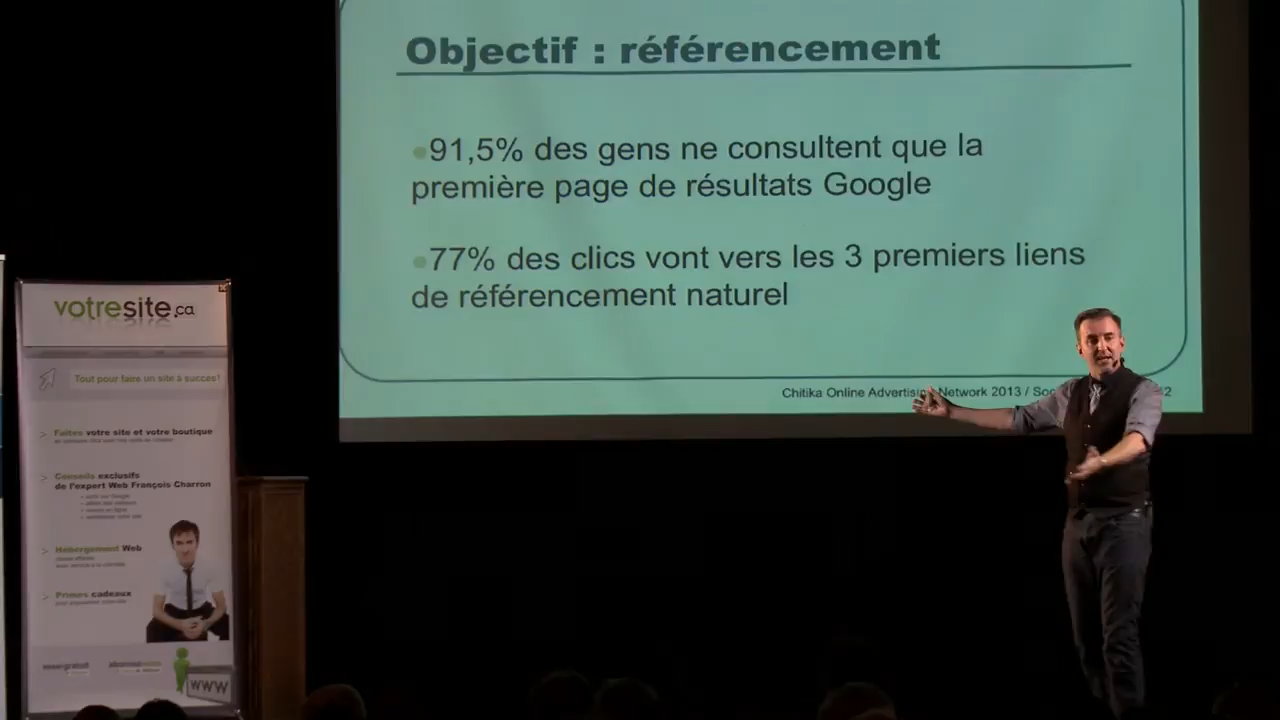 Objectif : référencement
91,5% des gens ne consultent que la
première page de résultats Google
77% des clics vont vers les 3 premiers liens
de référencement naturel
Chitika Online Advertising Network 2013 /
votresite.ca
Tout pour faire un site à succès!
> Faites votre site et votre boutique
> Conseils exclusifs
de l'expert Web François Charron
> Hébergement Web
> Primes cadeaux
www